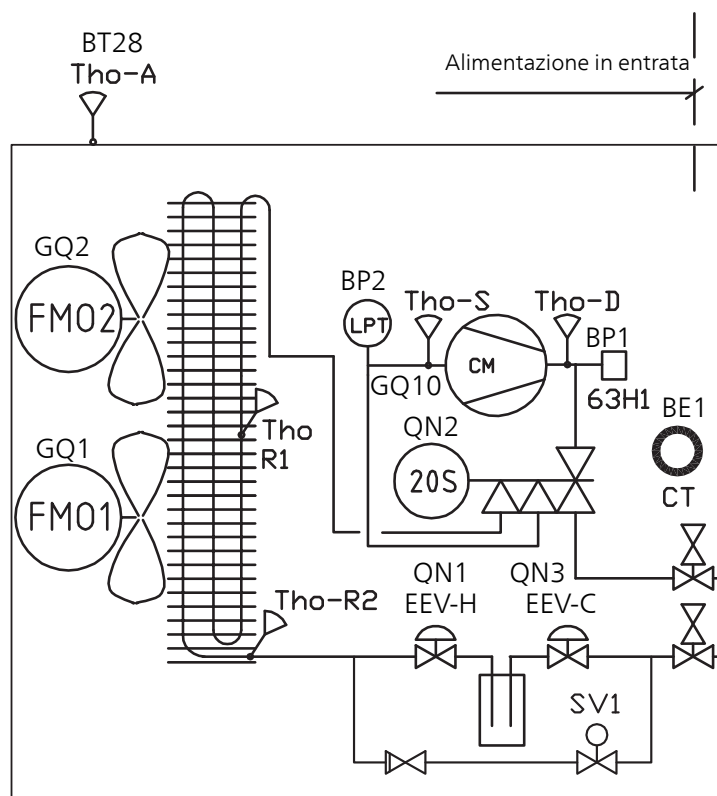 BT28
Tho-A
Alimentazione in entrata
GQ2
FM02
BP2
LPT
Tho-S
Tho-D
BP1
CM
GQ10
63H1
BE1
CT
Tho
R1
QN2
20S
GQ1
FM01
QN1
EEV-H
QN3
EEV-C
Tho-R2
SV1